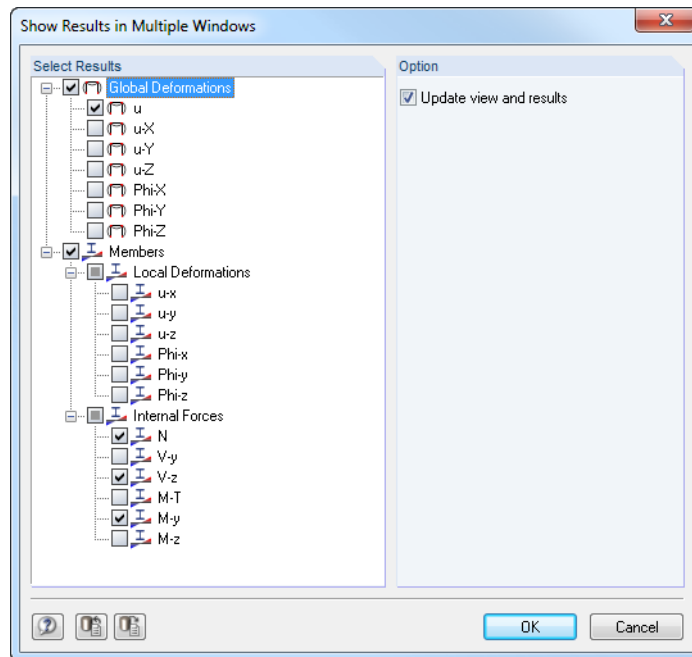 Show Results in Multiple Windows
Select Results
Global Deformations
u
u-X
u-Y
u-Z
Phi-X
Phi-Y
Phi-Z
Members
Local Deformations
u-x
u-y
u-z
Phi-x
Phi-y
Phi-z
Internal Forces
N
V-y
V-z
M-T
M-y
M-z
Option
Update view and results
OK
Cancel